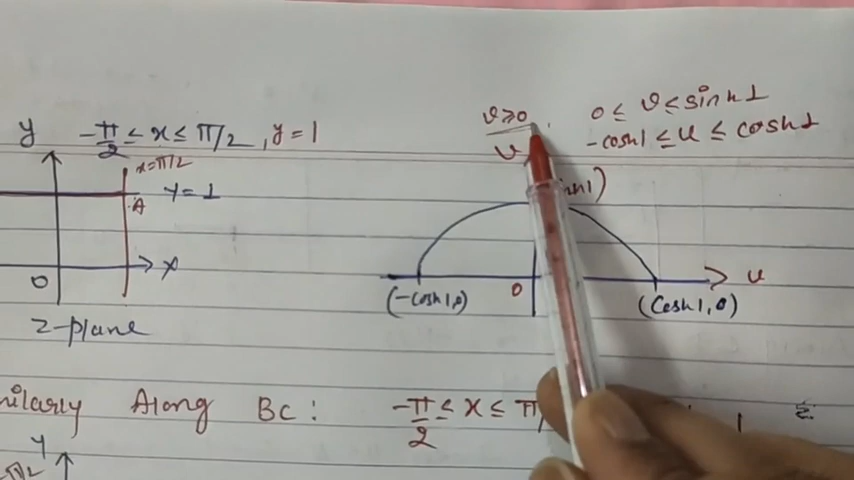 y -π/2 ≤ x ≤ π/2, y = 1
v ≥ 0
0 ≤ v ≤ sinh1
-cosh1 ≤ u ≤ cosh1
v
x=π/2
y = 1
A
0
x
z-plane
0
u
(-cosh1,0)
(cosh1,0)
Along BC: -π/2 ≤ x ≤
y